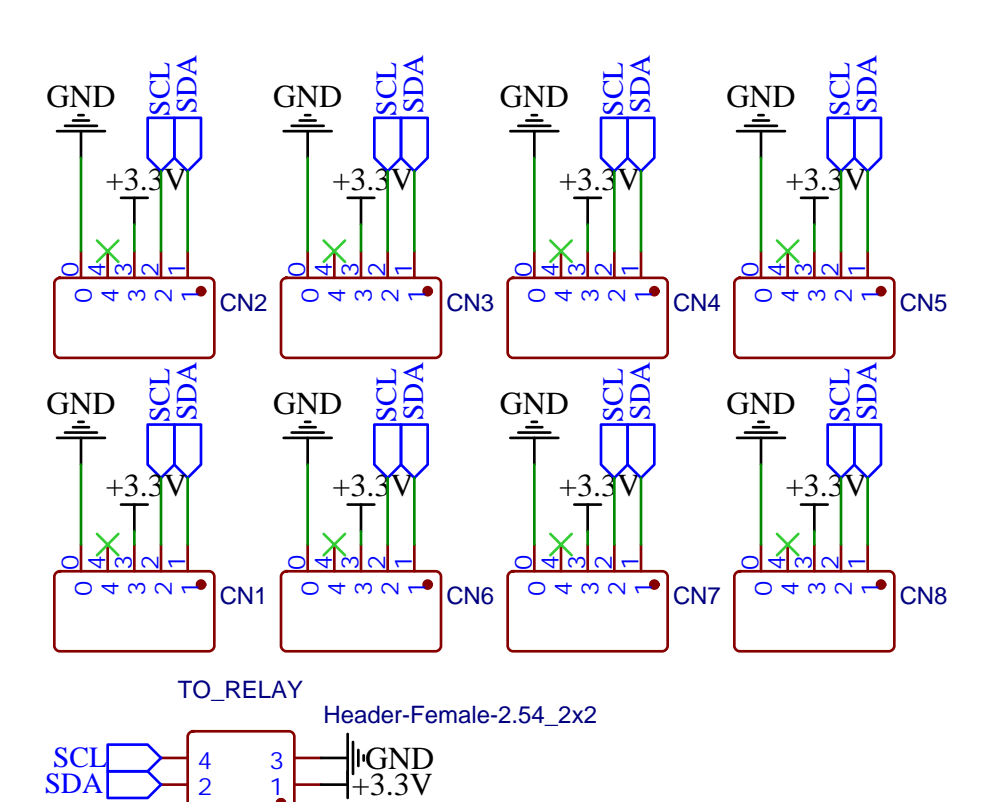 SCL SDA SCL SDA SCL SDA SCL SDA
GND GND GND GND
+3.3V +3.3V +3.3V +3.3V
0 4 3 2 1 0 4 3 2 1 0 4 3 2 1 0 4 3 2 1
0 4 3 2 1 CN2 0 4 3 2 1 CN3 0 4 3 2 1 CN4 0 4 3 2 1 CN5
SCL SDA SCL SDA SCL SDA SCL SDA
GND GND GND GND
+3.3V +3.3V +3.3V +3.3V
0 4 3 2 1 0 4 3 2 1 0 4 3 2 1 0 4 3 2 1
0 4 3 2 1 CN1 0 4 3 2 1 CN6 0 4 3 2 1 CN7 0 4 3 2 1 CN8
TO_RELAY
Header-Female-2.54_2x2
SCL 4 3 GND
SDA 2 1 +3.3V